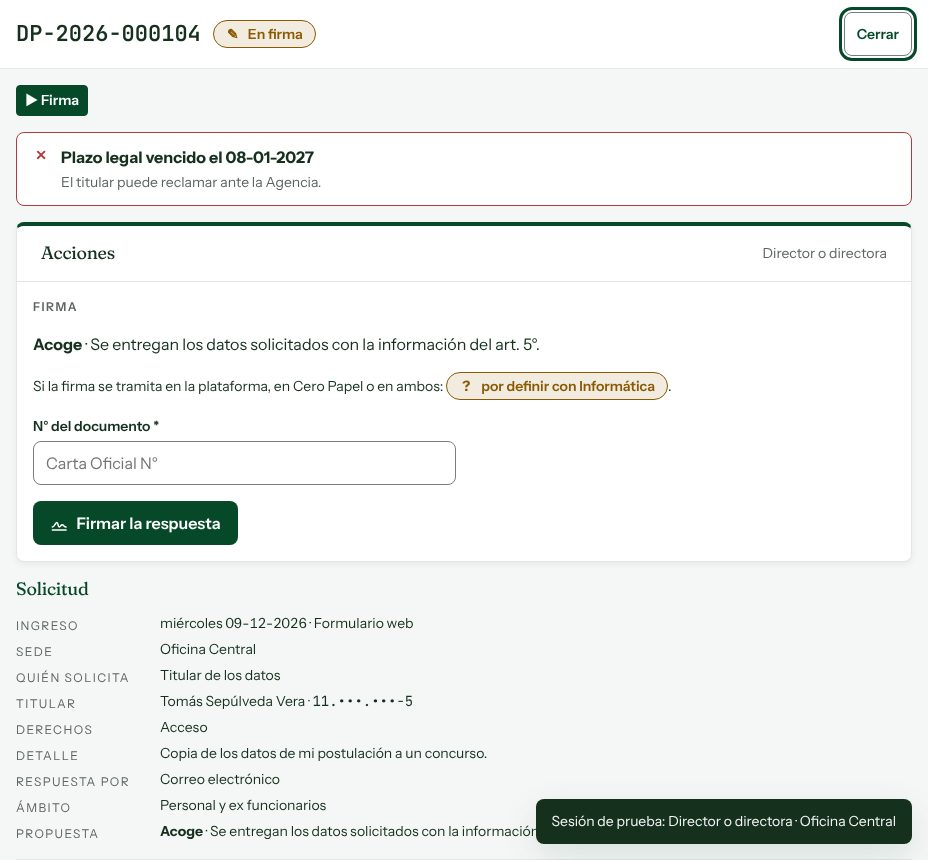 DP-2026-000104
✎ En firma
Cerrar
▶ Firma
✕ Plazo legal vencido el 08-01-2027
El titular puede reclamar ante la Agencia.
Acciones
Director o directora
FIRMA
Acoge · Se entregan los datos solicitados con la información del art. 5°.
Si la firma se tramita en la plataforma, en Cero Papel o en ambos: ? por definir con Informática.
N° del documento *
Carta Oficial N°
Firmar la respuesta
Solicitud
INGRESO miércoles 09-12-2026 · Formulario web
SEDE Oficina Central
QUIÉN SOLICITA Titular de los datos
TITULAR Tomás Sepúlveda Vera · 11.•••.•••-5
DERECHOS Acceso
DETALLE Copia de los datos de mi postulación a un concurso.
RESPUESTA POR Correo electrónico
ÁMBITO Personal y ex funcionarios
PROPUESTA Acoge · Se entregan los datos solicitados con la información
Sesión de prueba: Director o directora · Oficina Central